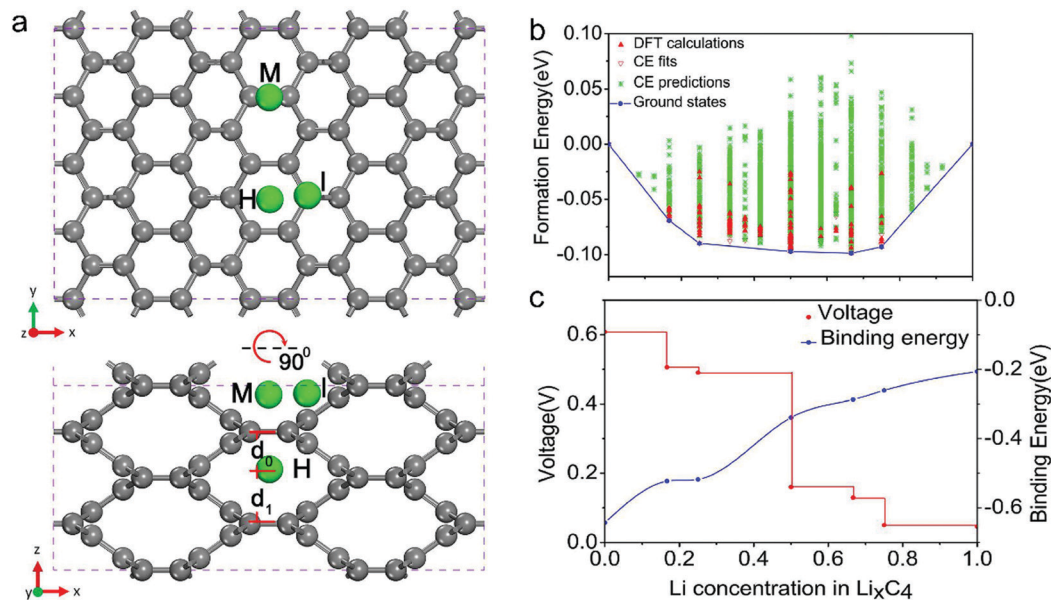 a
M
H
I
y
z
x
90⁰
M
I
d₀
H
d₁
z
y
x
b
Formation Energy(eV)
0.10
0.05
0.00
-0.05
-0.10
DFT calculations
CE fits
CE predictions
Ground states
c
Voltage(V)
0.6
0.4
0.2
0.0
Voltage
Binding energy
0.0
-0.2
-0.4
-0.6
Binding Energy(eV)
0.0 0.2 0.4 0.6 0.8 1.0
Li concentration in LiₓC₄